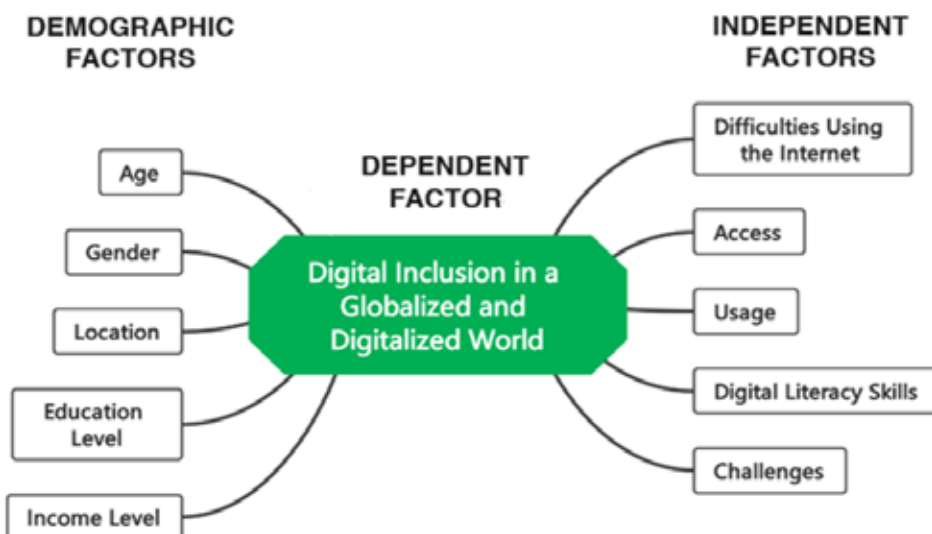 DEMOGRAPHIC
FACTORS
Age
Gender
Location
Education
Level
Income Level
DEPENDENT
FACTOR
Digital Inclusion in a
Globalized and
Digitalized World
INDEPENDENT
FACTORS
Difficulties Using
the Internet
Access
Usage
Digital Literacy Skills
Challenges